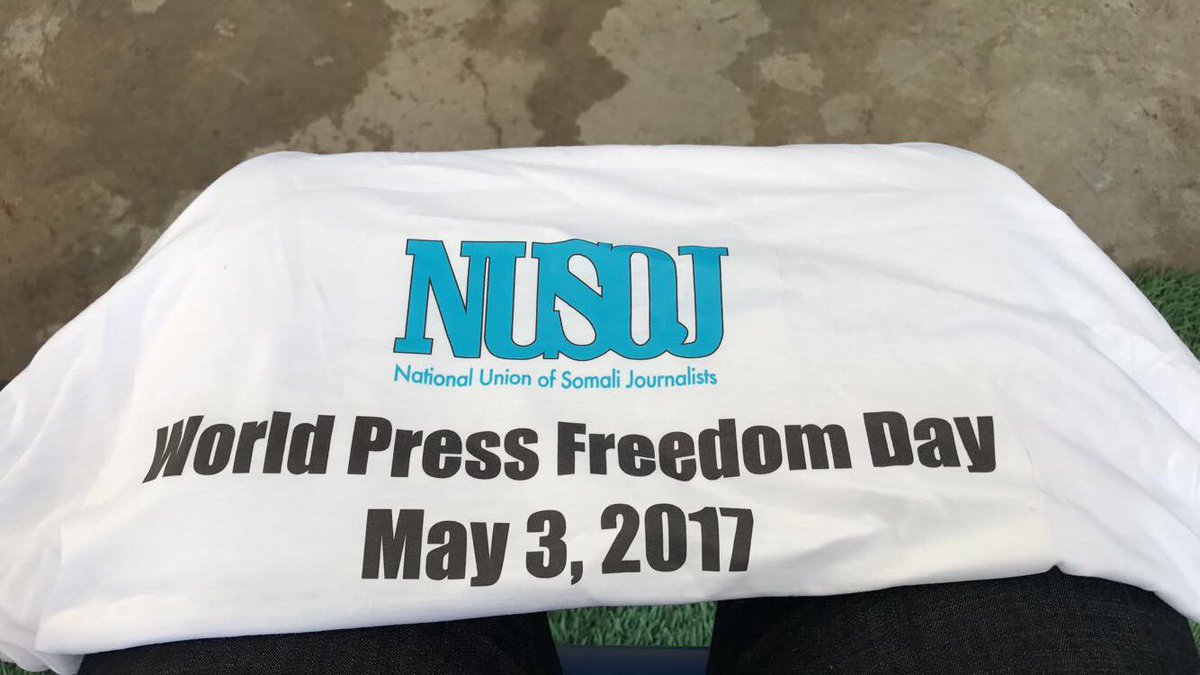 NUSOJ
National Union of Somali Journalists
World Press Freedom Day
May 3, 2017